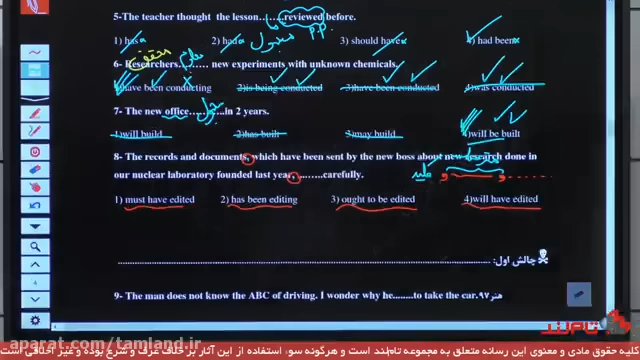 5-The teacher thought the lesson........reviewed before.
1) has 2) had 3) should have 4) had been
6- Researchers....... new experiments with unknown chemicals.
1) have been conducting 2) is being conducted 3) have been conducted 4) was conducted
7- The new office..........in 2 years.
1) will build 2) has built 3) may build 4) will be built
8- The records and documents, which have been sent by the new boss about new research done in
our nuclear laboratory founded last year, ........carefully.
1) must have edited 2) has been editing 3) ought to be edited 4) will have edited
چالش اول:
9- The man does not know the ABC of driving. I wonder why he........to take the car. هنر ۹۷
aparat.com/tamland.ir
کلیه حقوق مادی و معنوی این رسانه متعلق به مجموعه تاملند است و هرگونه سوء استفاده از این آثار بر خلاف عرف و شرع بوده و غیر اخلاقی است